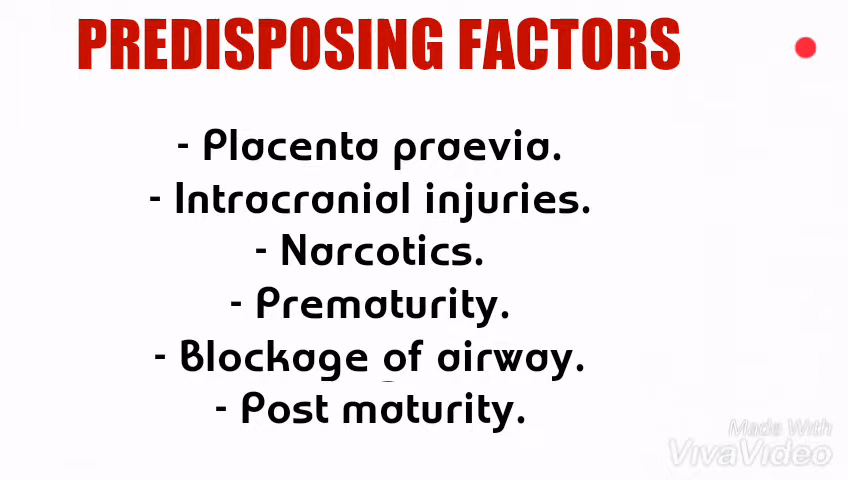 PREDISPOSING FACTORS
- Placenta praevia.
- Intracranial injuries.
- Narcotics.
- Prematurity.
- Blockage of airway.
- Post maturity.
Made With
VivaVideo